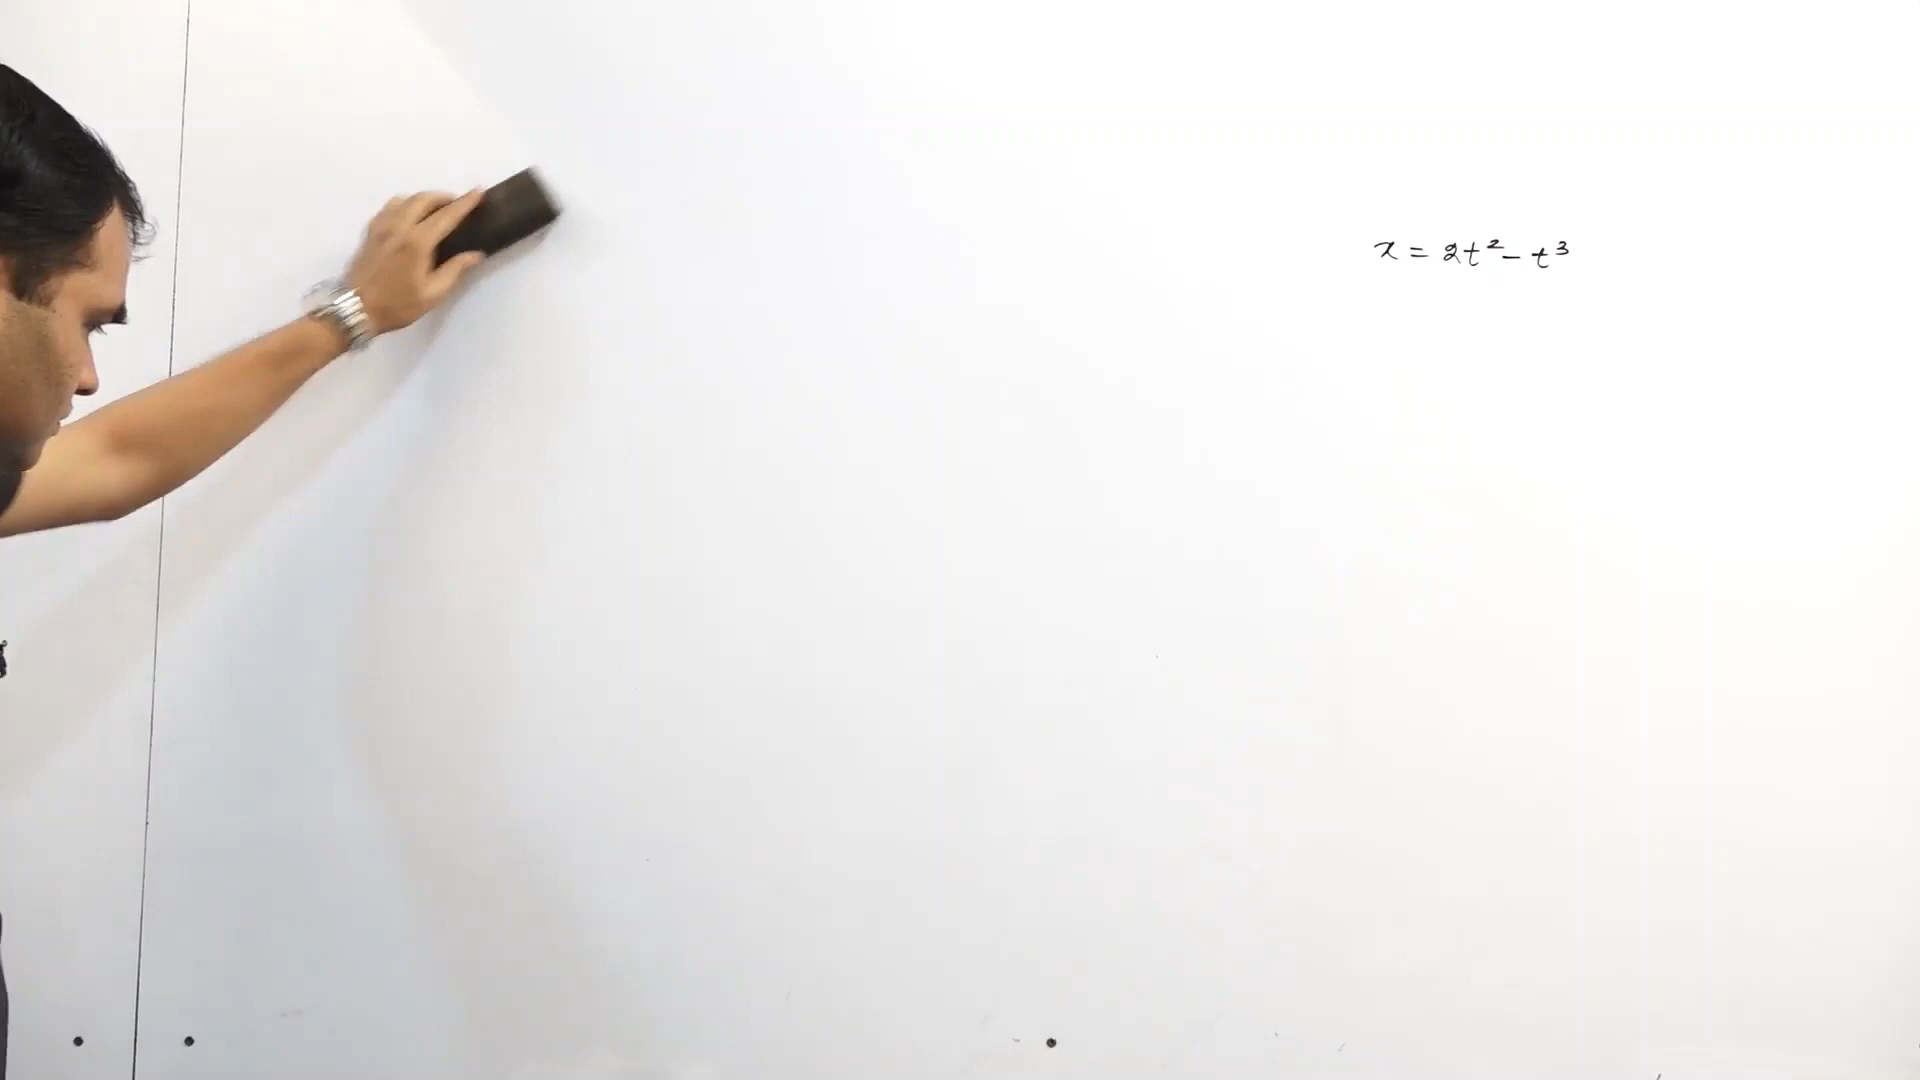 x = 2t² - t³